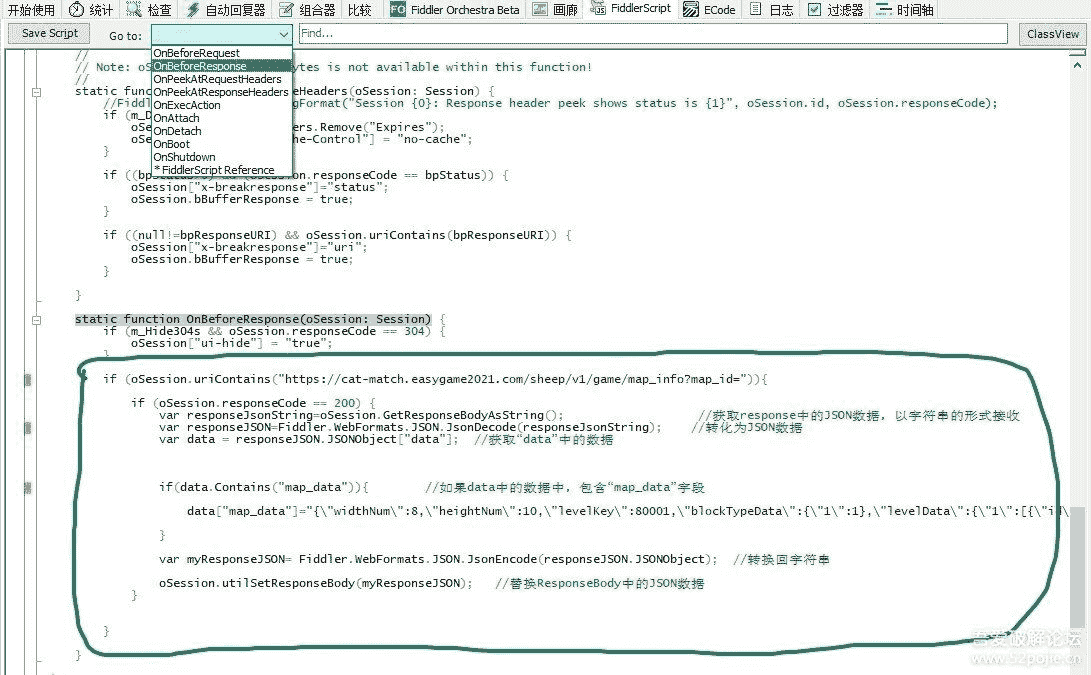 开始使用 统计 检查 自动回复器 组合器 比较 FO Fiddler Orchestra Beta 画廊 FiddlerScript ECode 日志 过滤器 时间轴
Save Script Go to: Find... ClassView
OnBeforeRequest
OnBeforeResponse
OnPeekAtRequestHeaders
OnPeekAtResponseHeaders
OnExecAction
OnAttach
OnDetach
OnBoot
OnShutdown
* FiddlerScript Reference
//
// Note: oS ytes is not available within this function!
//
static func eHeaders(oSession: Session) {
//Fiddl gFormat("Session {0}: Response header peek shows status is {1}", oSession.id, oSession.responseCode);
if (m_D
oSe ers.Remove("Expires");
oSe he-Control"] = "no-cache";
}
if ((bp ion.responseCode == bpStatus)) {
oSession["x-breakresponse"]="status";
oSession.bBufferResponse = true;
}
if ((null!=bpResponseURI) && oSession.uriContains(bpResponseURI)) {
oSession["x-breakresponse"]="uri";
oSession.bBufferResponse = true;
}
}
static function OnBeforeResponse(oSession: Session) {
if (m_Hide304s && oSession.responseCode == 304) {
oSession["ui-hide"] = "true";
}
if (oSession.uriContains("https://cat-match.easygame2021.com/sheep/v1/game/map_info?map_id=")){
if (oSession.responseCode == 200) {
var responseJsonString=oSession.GetResponseBodyAsString(); //获取response中的JSON数据，以字符串的形式接收
var responseJSON=Fiddler.WebFormats.JSON.JsonDecode(responseJsonString); //转化为JSON数据
var data = responseJSON.JSONObject["data"]; //获取“data”中的数据
if(data.Contains("map_data")){ //如果data中的数据中，包含“map_data”字段
data["map_data"]="{\"widthNum\":8,\"heightNum\":10,\"levelKey\":80001,\"blockTypeData\":{\"1\":1},\"levelData\":{\"1\":[{\"id\
}
var myResponseJSON= Fiddler.WebFormats.JSON.JsonEncode(responseJSON.JSONObject); //转换回字符串
oSession.utilSetResponseBody(myResponseJSON); //替换ResponseBody中的JSON数据
}
}
}
吾爱破解论坛
www.52pojie.cn